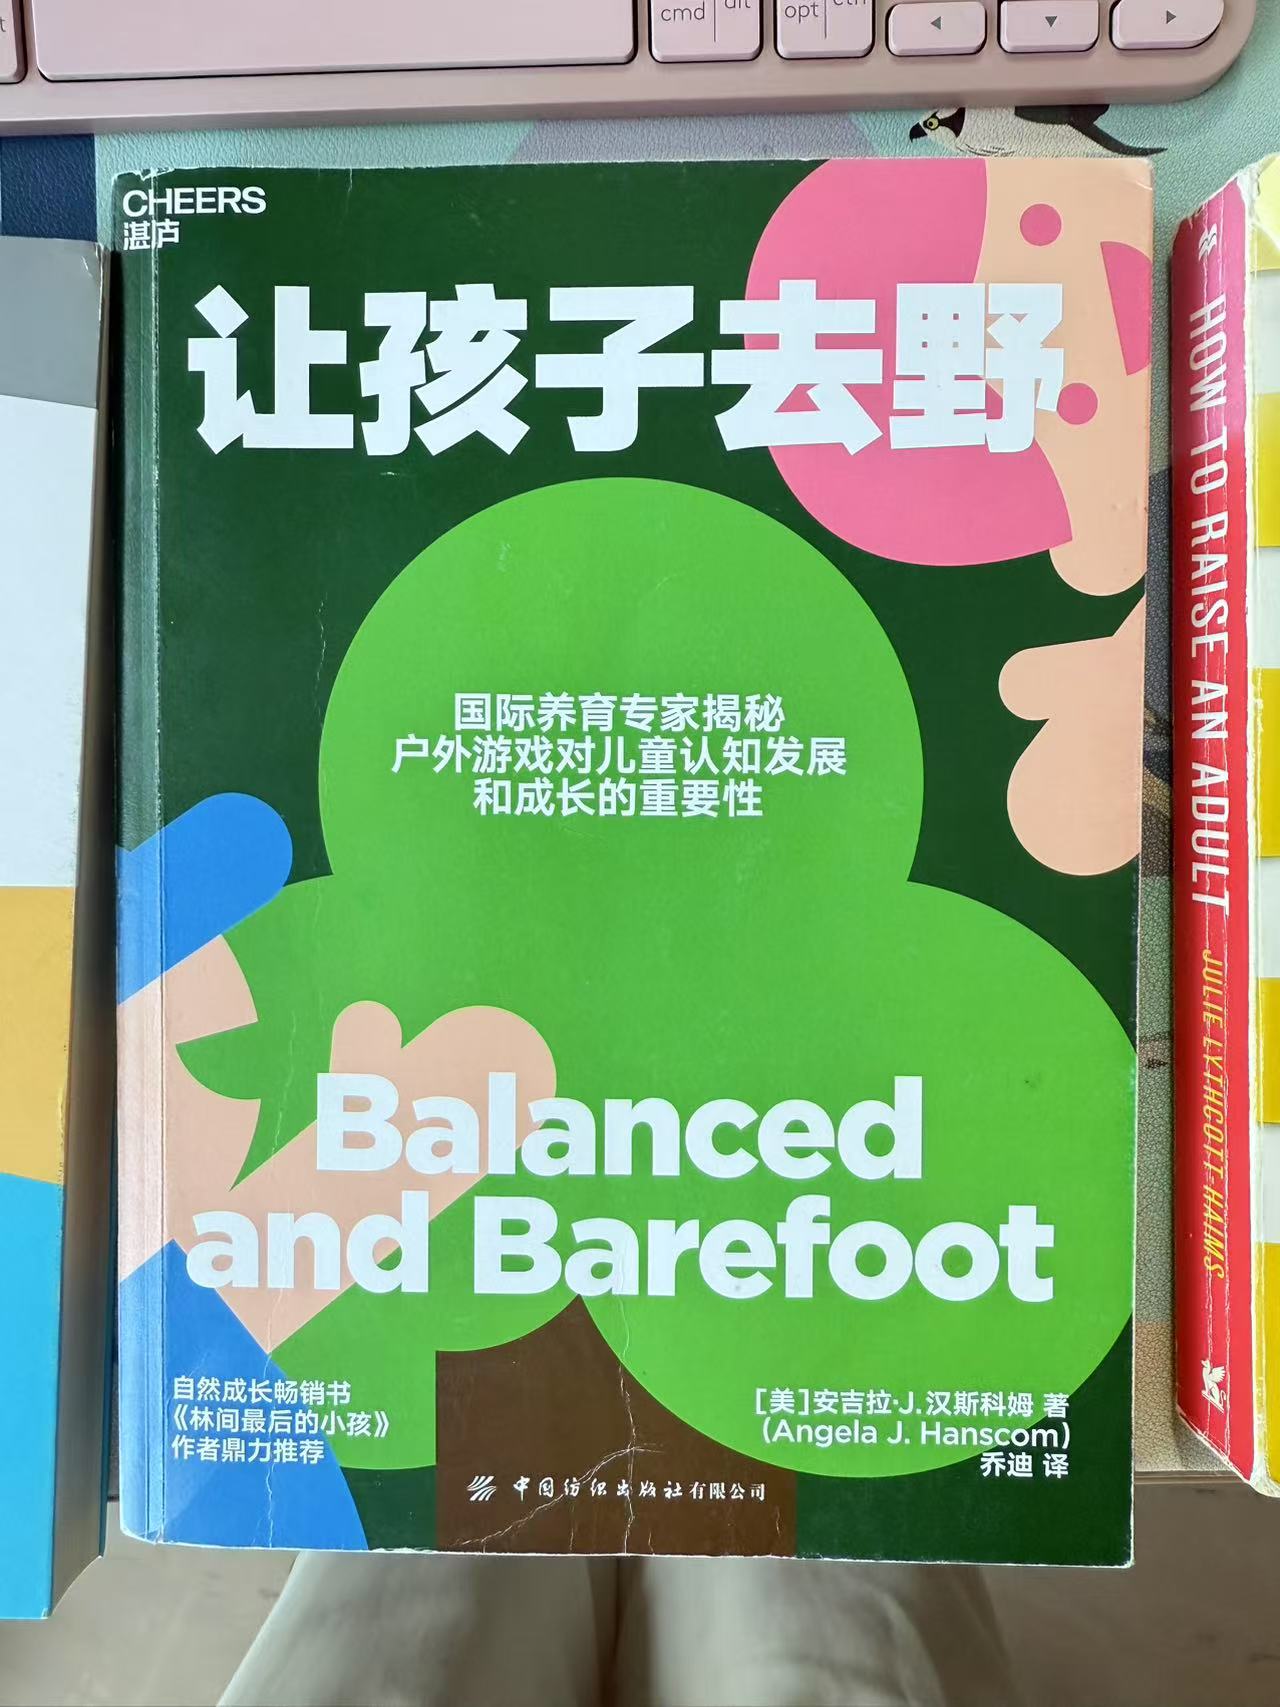 cmd
alt
opt
CHEERS
湛庐
让孩子去野
国际养育专家揭秘
户外游戏对儿童认知发展
和成长的重要性
Balanced
and Barefoot
自然成长畅销书
《林间最后的小孩》
作者鼎力推荐
[美]安吉拉·J.汉斯科姆 著
(Angela J. Hanscom)
乔迪 译
中国纺织出版社有限公司
HOW TO RAISE AN ADULT
JULIE LYTHCOTT-HAIMS